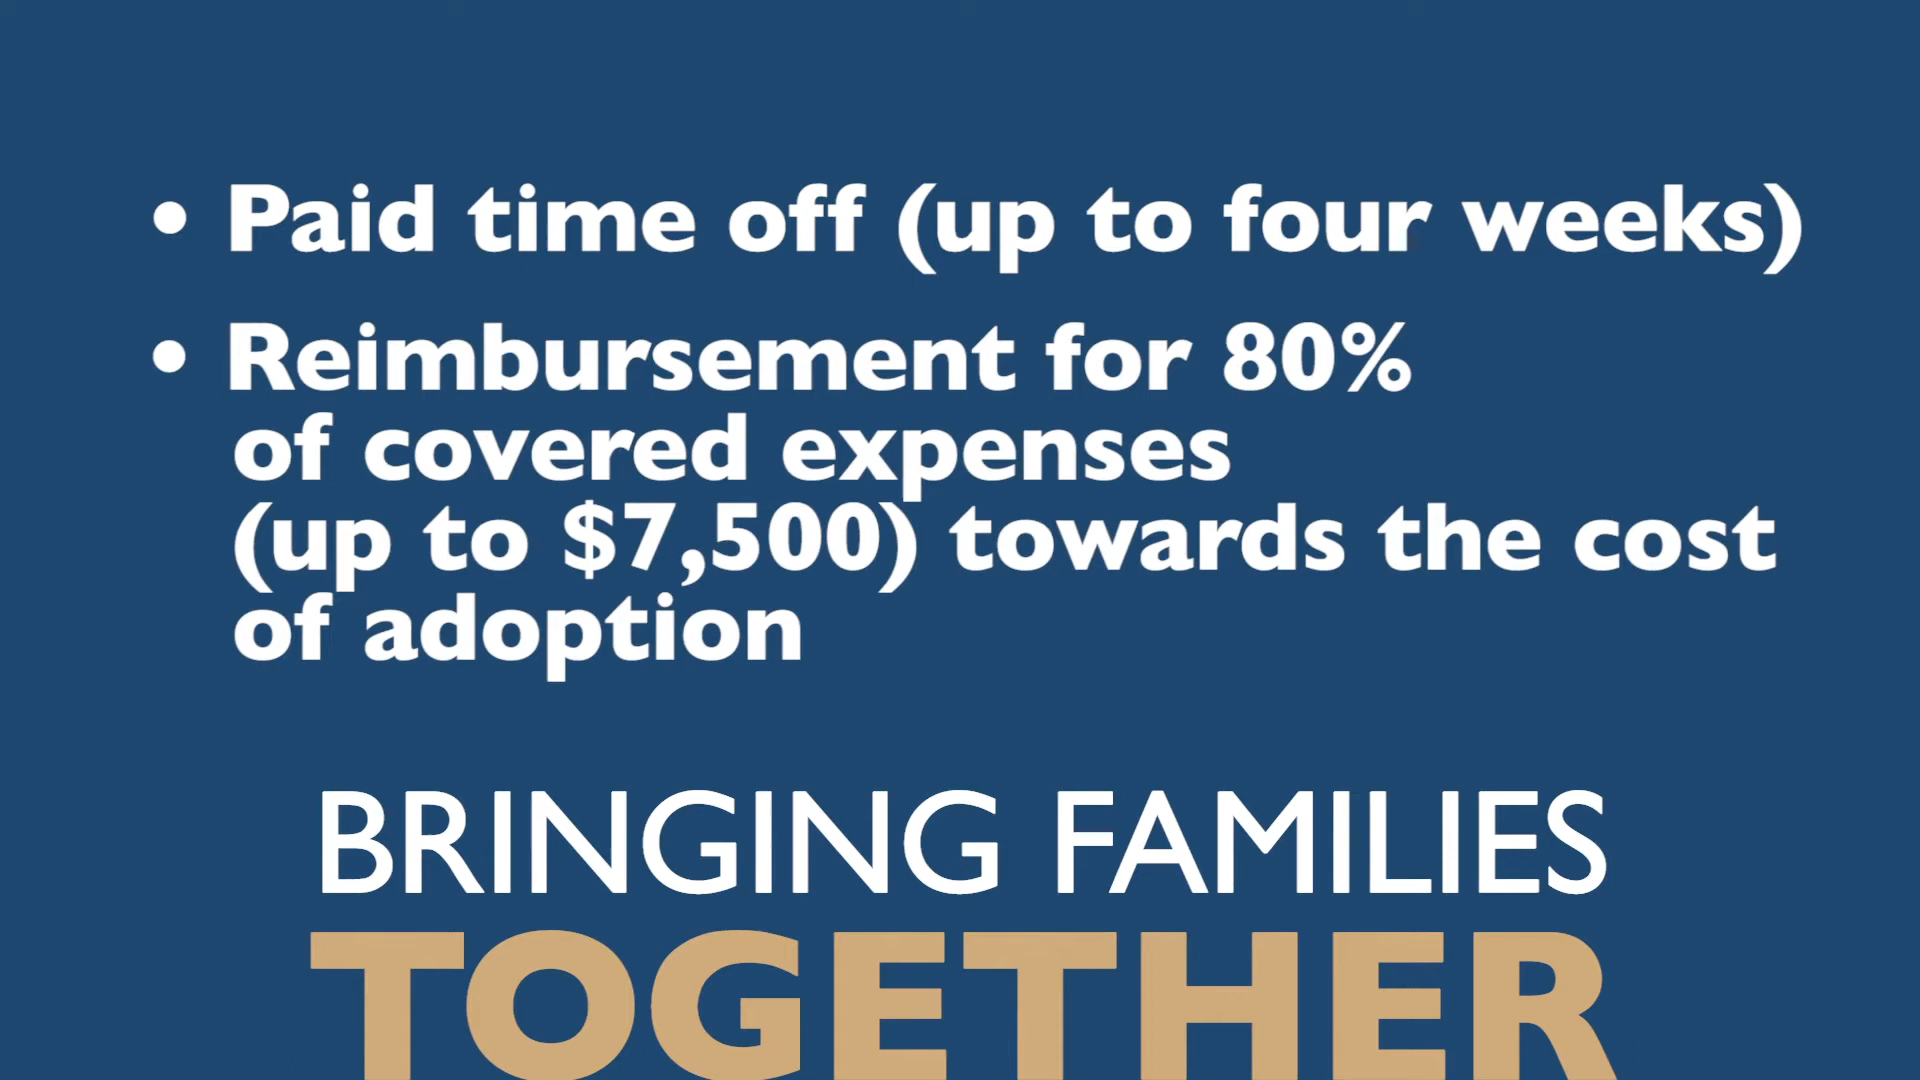 • Paid time off (up to four weeks)
• Reimbursement for 80%
of covered expenses
(up to $7,500) towards the cost
of adoption
BRINGING FAMILIES
TOGETHER